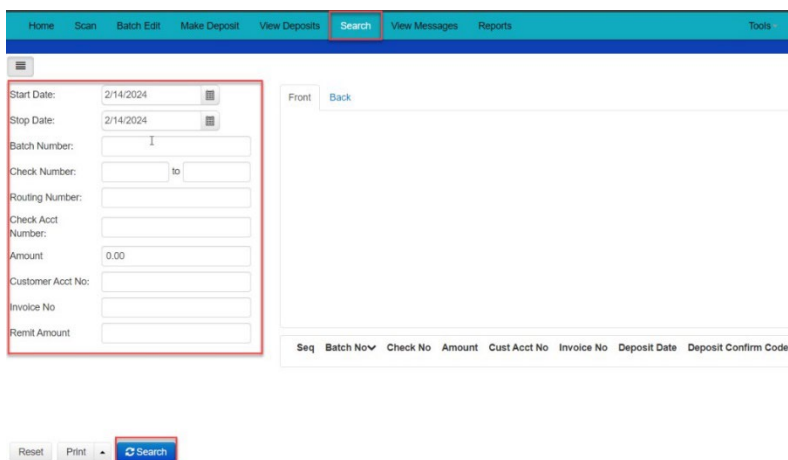 Home Scan Batch Edit Make Deposit View Deposits Search View Messages Reports Tools
Start Date: 2/14/2024
Stop Date: 2/14/2024
Batch Number:
Check Number: to
Routing Number:
Check Acct
Number:
Amount 0.00
Customer Acct No:
Invoice No
Remit Amount
Front Back
Seq Batch No Check No Amount Cust Acct No Invoice No Deposit Date Deposit Confirm Code
Reset Print Search